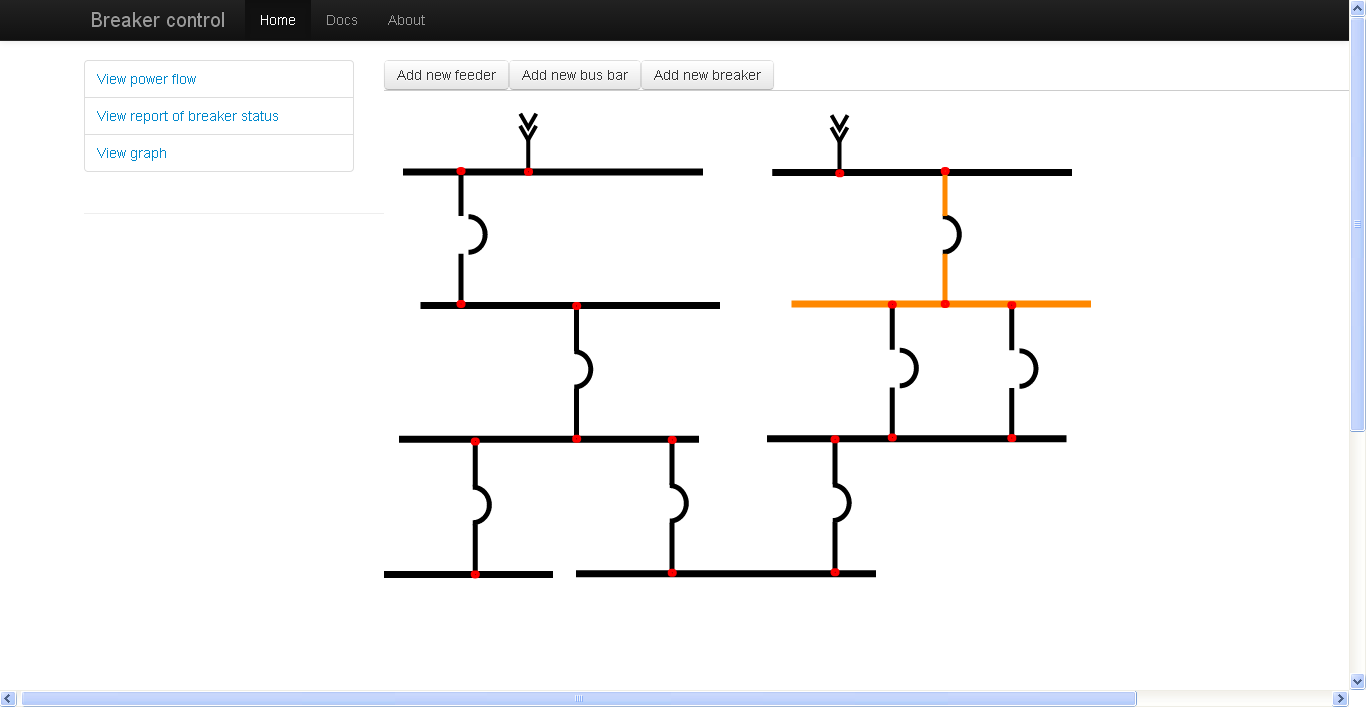 Breaker control Home Docs About
View power flow
View report of breaker status
View graph
Add new feeder Add new bus bar Add new breaker